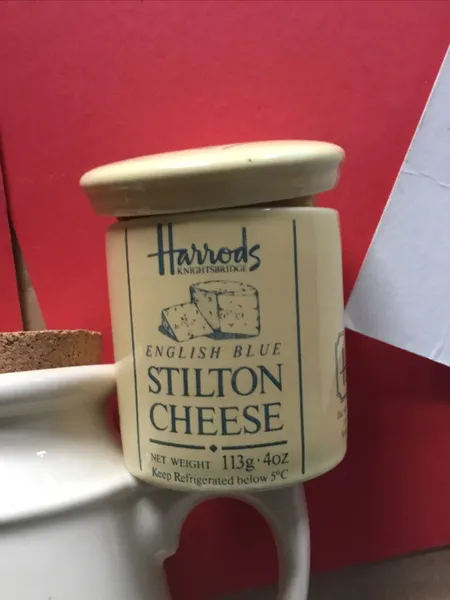 Harrods
KNIGHTSBRIDGE
ENGLISH BLUE
STILTON
CHEESE
NET WEIGHT 113g · 4oz
Keep Refrigerated below 5°C